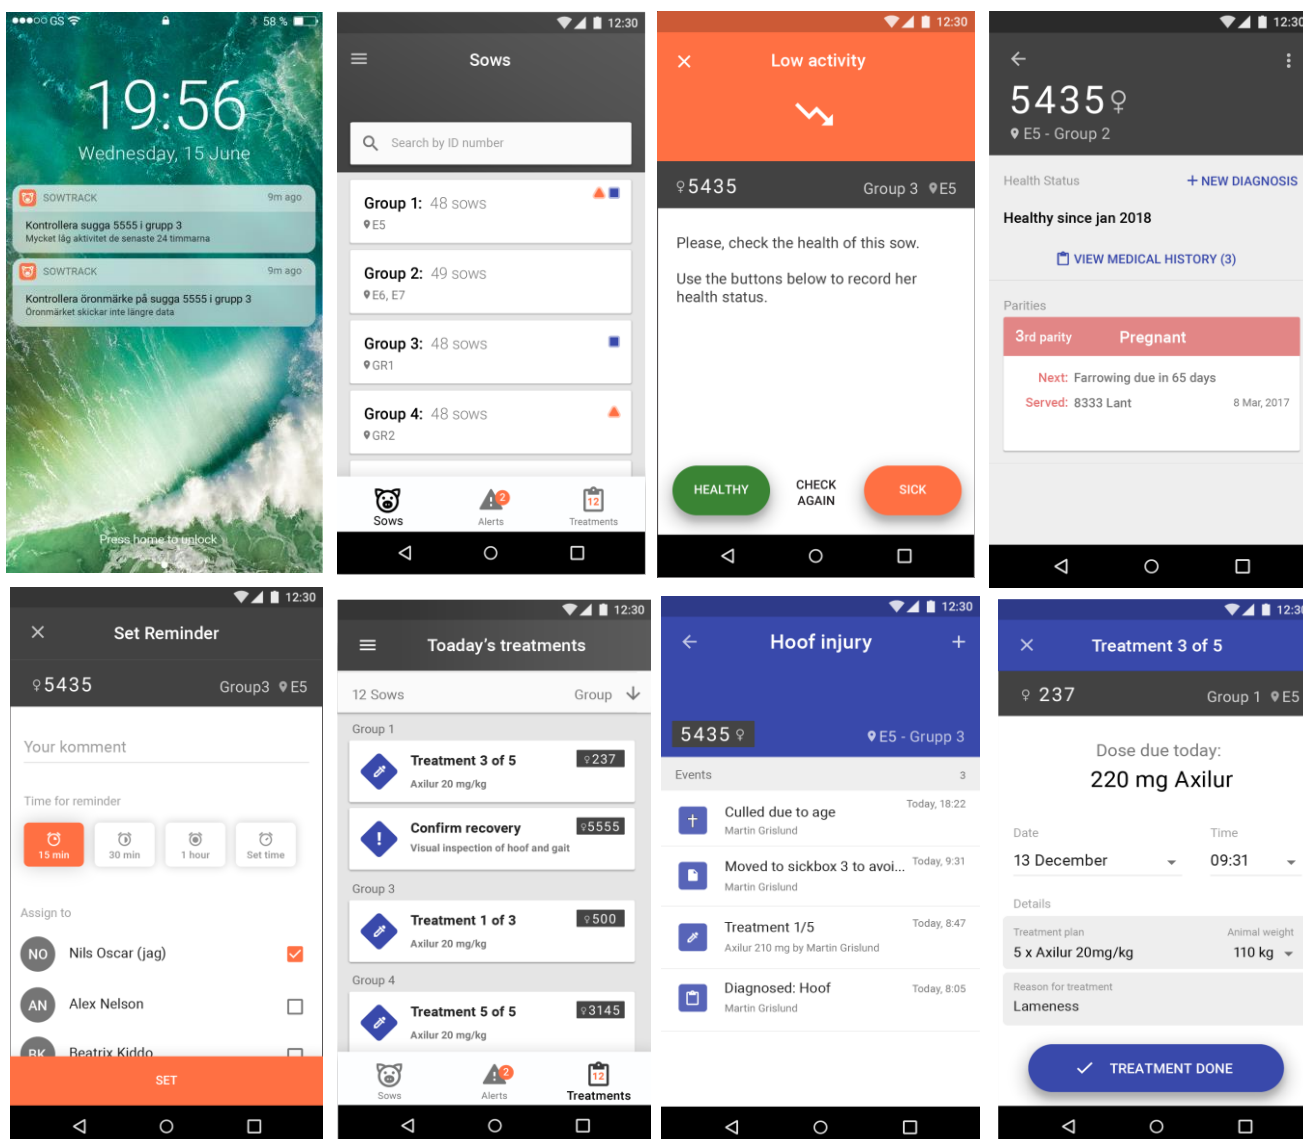 GS
58 %
19:56
Wednesday, 15 June
SOWTRACK
9m ago
Kontrollera sugga 5555 i grupp 3
Mycket låg aktivitet de senaste 24 timmarna
SOWTRACK
9m ago
Kontrollera öronmärke på sugga 5555 i grupp 3
Öronmärket skickar inte längre data
Press home to unlock
12:30
Sows
Search by ID number
Group 1: 48 sows
E5
Group 2: 49 sows
E6, E7
Group 3: 48 sows
GR1
Group 4: 48 sows
GR2
2
12
Sows
Alerts
Treatments
12:30
Low activity
♀5435
Group 3 E5
Please, check the health of this sow.
Use the buttons below to record her
health status.
HEALTHY
CHECK
AGAIN
SICK
12:30
5435♀
E5 - Group 2
Health Status
+ NEW DIAGNOSIS
Healthy since jan 2018
VIEW MEDICAL HISTORY (3)
Parities
3rd parity
Pregnant
Next: Farrowing due in 65 days
Served: 8333 Lant
8 Mar, 2017
12:30
Set Reminder
♀5435
Group3 E5
Your komment
Time for reminder
15 min
30 min
1 hour
Set time
Assign to
NO
Nils Oscar (jag)
AN
Alex Nelson
BK
Beatrix Kiddo
SET
12:30
Toaday's treatments
12 Sows
Group
Group 1
Treatment 3 of 5
♀237
Axilur 20 mg/kg
Confirm recovery
♀5555
Visual inspection of hoof and gait
Group 3
Treatment 1 of 3
♀500
Axilur 20 mg/kg
Group 4
Treatment 5 of 5
♀3145
Axilur 20 mg/kg
2
12
Sows
Alerts
Treatments
12:30
Hoof injury
5435 ♀
E5 - Grupp 3
Events
3
Culled due to age
Today, 18:22
Martin Grislund
Moved to sickbox 3 to avoi...
Today, 9:31
Martin Grislund
Treatment 1/5
Today, 8:47
Axilur 210 mg by Martin Grislund
Diagnosed: Hoof
Today, 8:05
Martin Grislund
12:30
Treatment 3 of 5
♀ 237
Group 1 E5
Dose due today:
220 mg Axilur
Date
Time
13 December
09:31
Details
Treatment plan
Animal weight
5 x Axilur 20mg/kg
110 kg
Reason for treatment
Lameness
TREATMENT DONE